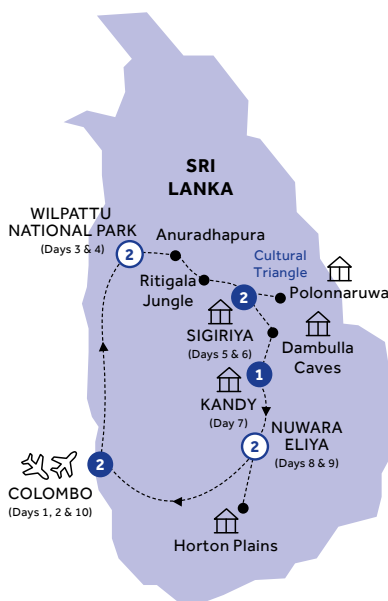 SRI
LANKA
WILPATTU
NATIONAL PARK
(Days 3 & 4)
2
Anuradhapura
Ritigala
Jungle
Cultural
Triangle
Polonnaruwa
2
SIGIRIYA
(Days 5 & 6)
Dambulla
Caves
1
KANDY
(Day 7)
2
NUWARA
ELIYA
(Days 8 & 9)
2
COLOMBO
(Days 1, 2 & 10)
Horton Plains